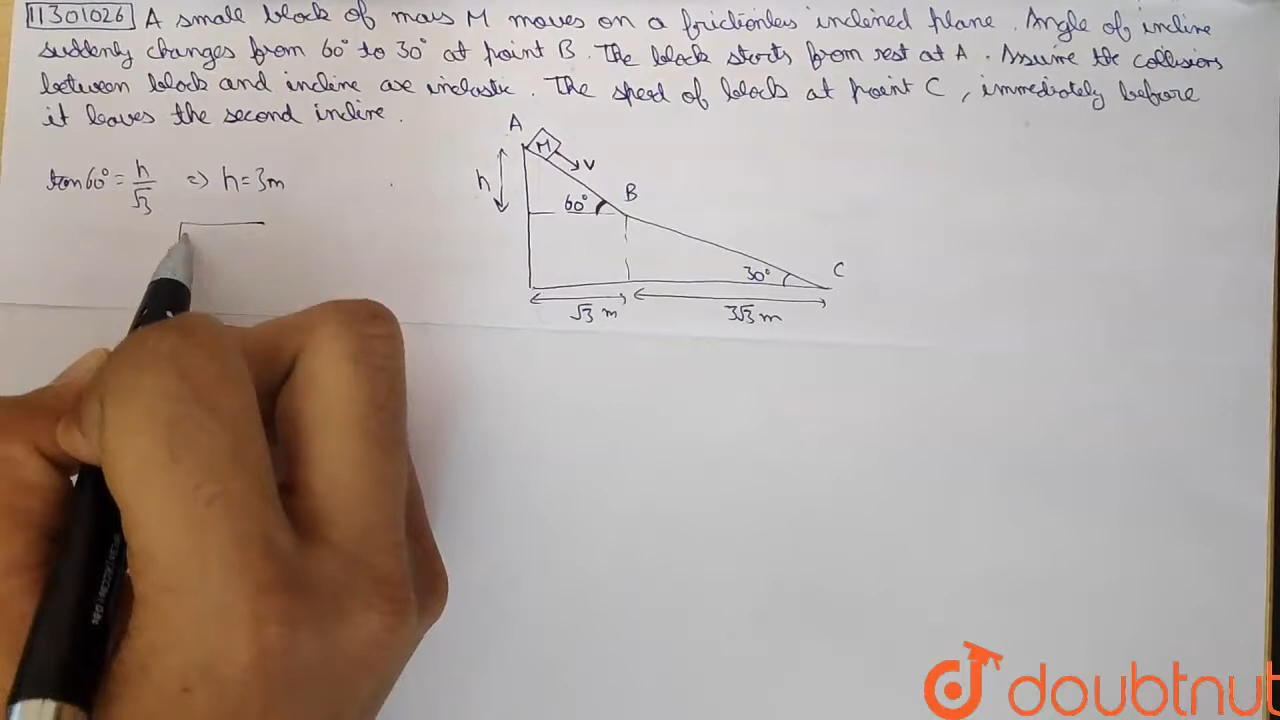 11301026 A small block of mass M moves on a frictionless inclined plane. Angle of incline
suddenly changes from 60° to 30° at point B. The block starts from rest at A. Assume the collisions
between block and incline are inelastic. The speed of block at point C, immediately before
it leaves the second incline.
tan60° = h/√3 => h=3m
A
M
V
h
60°
B
30°
C
√3 m
3√3 m
doubtnut